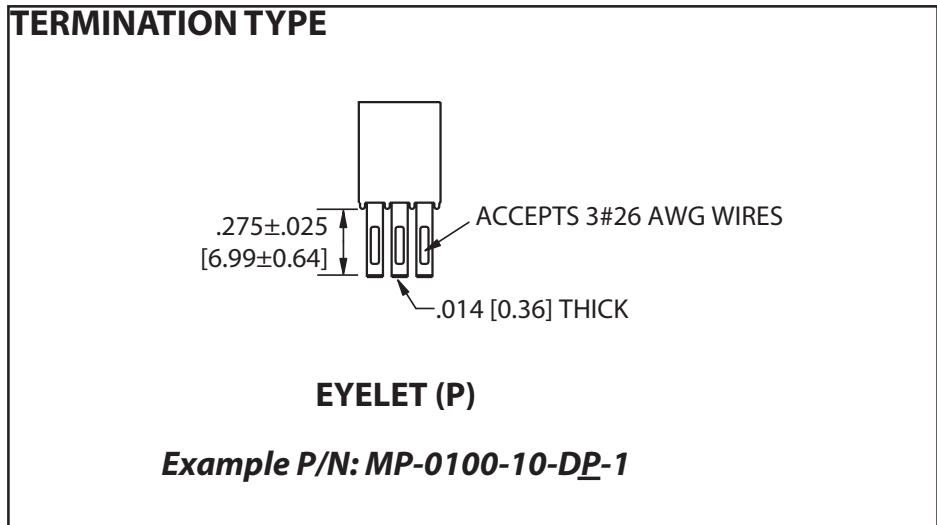 TERMINATION TYPE
.275±.025
[6.99±0.64]
ACCEPTS 3#26 AWG WIRES
.014 [0.36] THICK
EYELET (P)
Example P/N: MP-0100-10-DP-1